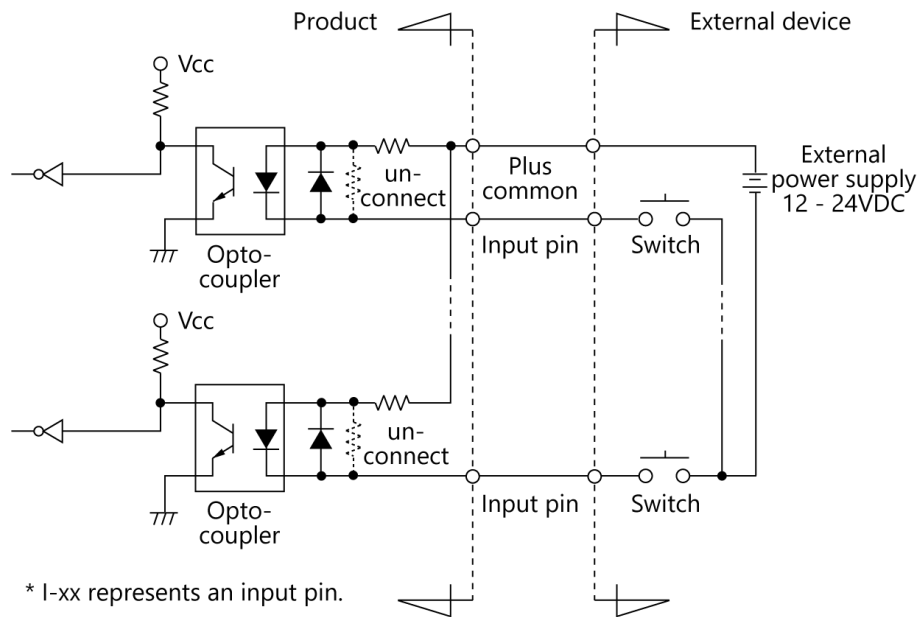 Product
External device
Vcc
un-
connect
Plus
common
External
power supply
12 - 24VDC
Input pin
Switch
Opto-
coupler
Vcc
un-
connect
Input pin
Switch
Opto-
coupler
* I-xx represents an input pin.